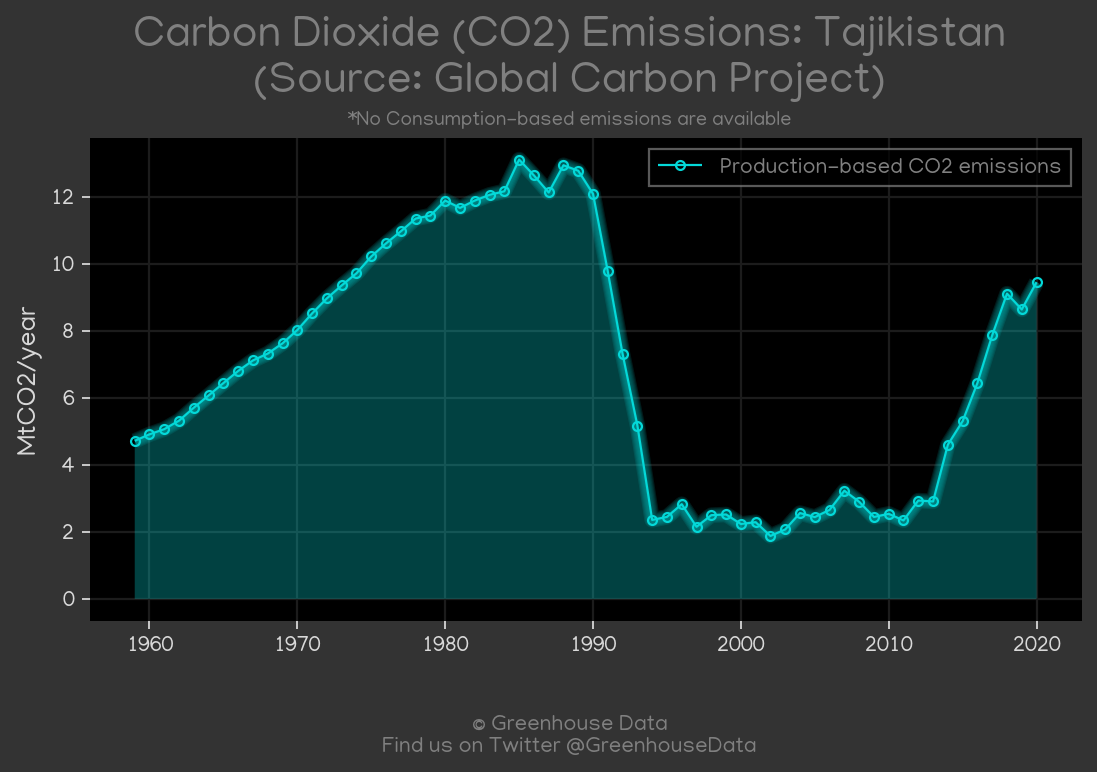 Carbon Dioxide (CO2) Emissions: Tajikistan
(Source: Global Carbon Project)
*No Consumption-based emissions are available
Production-based CO2 emissions
MtCO2/year
12
10
8
6
4
2
0
1960 1970 1980 1990 2000 2010 2020
© Greenhouse Data
Find us on Twitter @GreenhouseData